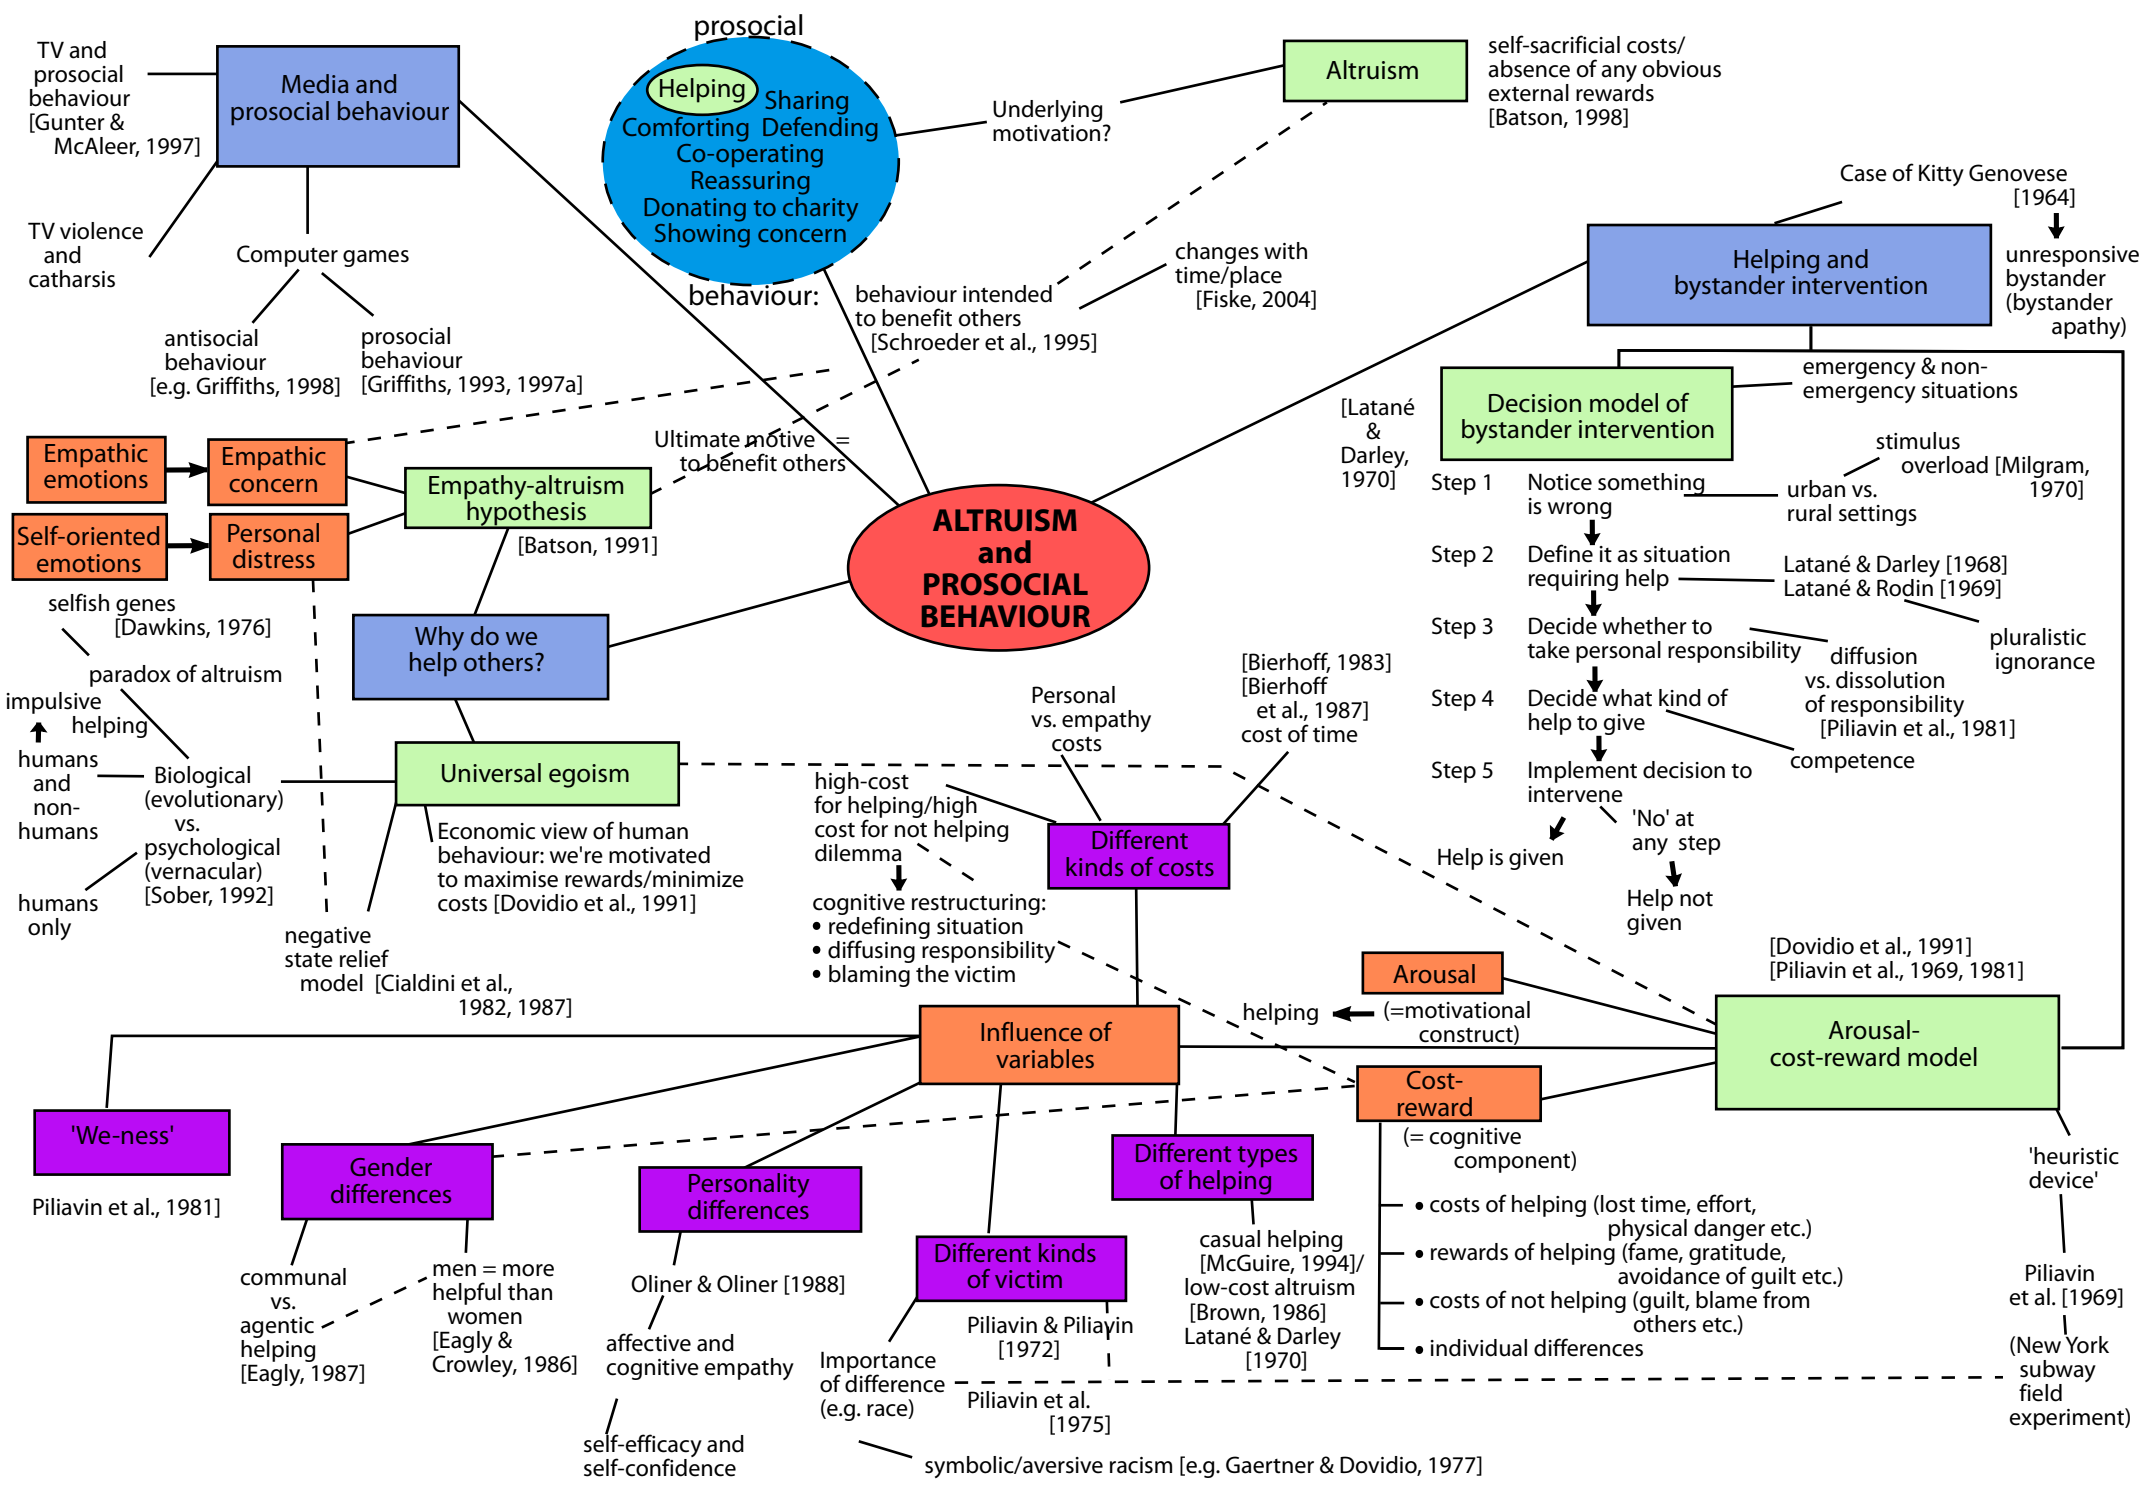 TV and
prosocial
behaviour
[Gunter &
McAleer, 1997]
Media and
prosocial behaviour
TV violence
and
catharsis
Computer games
antisocial
behaviour
[e.g. Griffiths, 1998]
prosocial
behaviour
[Griffiths, 1993, 1997a]
prosocial
Helping
Sharing
Comforting Defending
Co-operating
Reassuring
Donating to charity
Showing concern
behaviour:
Underlying
motivation?
Altruism
self-sacrificial costs/
absence of any obvious
external rewards
[Batson, 1998]
behaviour intended
to benefit others
[Schroeder et al., 1995]
changes with
time/place
[Fiske, 2004]
Case of Kitty Genovese
[1964]
unresponsive
bystander
(bystander
apathy)
Helping and
bystander intervention
emergency & non-
emergency situations
Decision model of
bystander intervention
[Latané
&
Darley,
1970]
Step 1
Notice something
is wrong
stimulus
overload [Milgram,
1970]
urban vs.
rural settings
Step 2
Define it as situation
requiring help
Latané & Darley [1968]
Latané & Rodin [1969]
pluralistic
ignorance
Step 3
Decide whether to
take personal responsibility
diffusion
vs. dissolution
of responsibility
[Piliavin et al., 1981]
Step 4
Decide what kind of
help to give
competence
Step 5
Implement decision to
intervene
'No' at
any step
Help is given
Help not
given
Empathic
emotions
Empathic
concern
Self-oriented
emotions
Personal
distress
Ultimate motive =
to benefit others
Empathy-altruism
hypothesis
[Batson, 1991]
ALTRUISM
and
PROSOCIAL
BEHAVIOUR
Why do we
help others?
selfish genes
[Dawkins, 1976]
paradox of altruism
impulsive
helping
humans
and
non-
humans
Biological
(evolutionary)
vs.
psychological
(vernacular)
[Sober, 1992]
humans
only
Universal egoism
Economic view of human
behaviour: we're motivated
to maximise rewards/minimize
costs [Dovidio et al., 1991]
negative
state relief
model [Cialdini et al.,
1982, 1987]
high-cost
for helping/high
cost for not helping
dilemma
cognitive restructuring:
• redefining situation
• diffusing responsibility
• blaming the victim
Personal
vs. empathy
costs
[Bierhoff, 1983]
[Bierhoff
et al., 1987]
cost of time
Different
kinds of costs
Arousal
(=motivational
construct)
helping
[Dovidio et al., 1991]
[Piliavin et al., 1969, 1981]
Arousal-
cost-reward model
Influence of
variables
Cost-
reward
(= cognitive
component)
• costs of helping (lost time, effort,
physical danger etc.)
• rewards of helping (fame, gratitude,
avoidance of guilt etc.)
• costs of not helping (guilt, blame from
others etc.)
• individual differences
'heuristic
device'
Piliavin
et al. [1969]
(New York
subway
field
experiment)
'We-ness'
Piliavin et al., 1981]
Gender
differences
communal
vs.
agentic
helping
[Eagly, 1987]
men = more
helpful than
women
[Eagly &
Crowley, 1986]
Personality
differences
Oliner & Oliner [1988]
affective and
cognitive empathy
self-efficacy and
self-confidence
Different kinds
of victim
Piliavin & Piliavin
[1972]
Importance
of difference
(e.g. race)
Piliavin et al.
[1975]
symbolic/aversive racism [e.g. Gaertner & Dovidio, 1977]
Different types
of helping
casual helping
[McGuire, 1994]/
low-cost altruism
[Brown, 1986]
Latané & Darley
[1970]